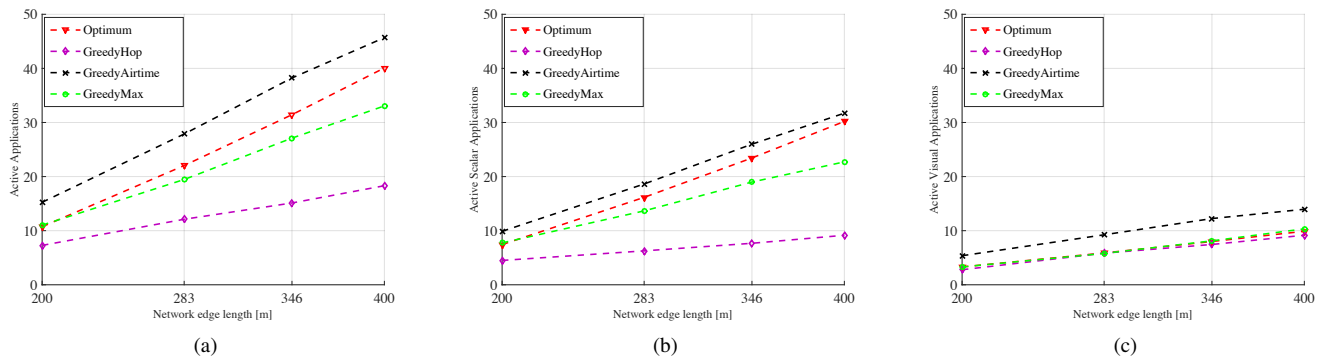 50
40
30
20
10
0
Active Applications
Optimum
GreedyHop
GreedyAirtime
GreedyMax
200
283
346
400
Network edge length [m]
(a)
50
40
30
20
10
0
Active Scalar Applications
Optimum
GreedyHop
GreedyAirtime
GreedyMax
200
283
346
400
Network edge length [m]
(b)
50
40
30
20
10
0
Active Visual Applications
Optimum
GreedyHop
GreedyAirtime
GreedyMax
200
283
346
400
Network edge length [m]
(c)